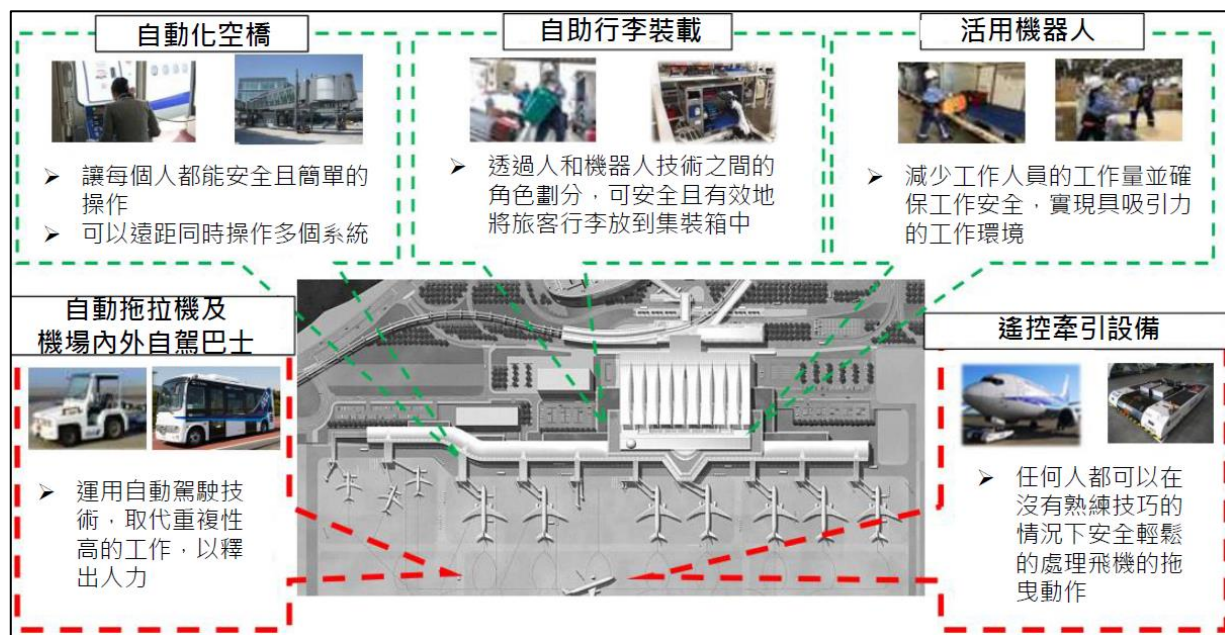 自動化空橋
讓每個人都能安全且簡單的
操作
可以遠距同時操作多個系統
自助行李裝載
透過人和機器人技術之間的
角色劃分，可安全且有效地
將旅客行李放到集裝箱中
活用機器人
減少工作人員的工作量並確
保工作安全，實現具吸引力
的工作環境
自動拖拉機及
機場內外自駕巴士
運用自動駕駛技
術，取代重複性
高的工作，以釋
出人力
遙控牽引設備
任何人都可以在
沒有熟練技巧的
情況下安全輕鬆
的處理飛機的拖
曳動作